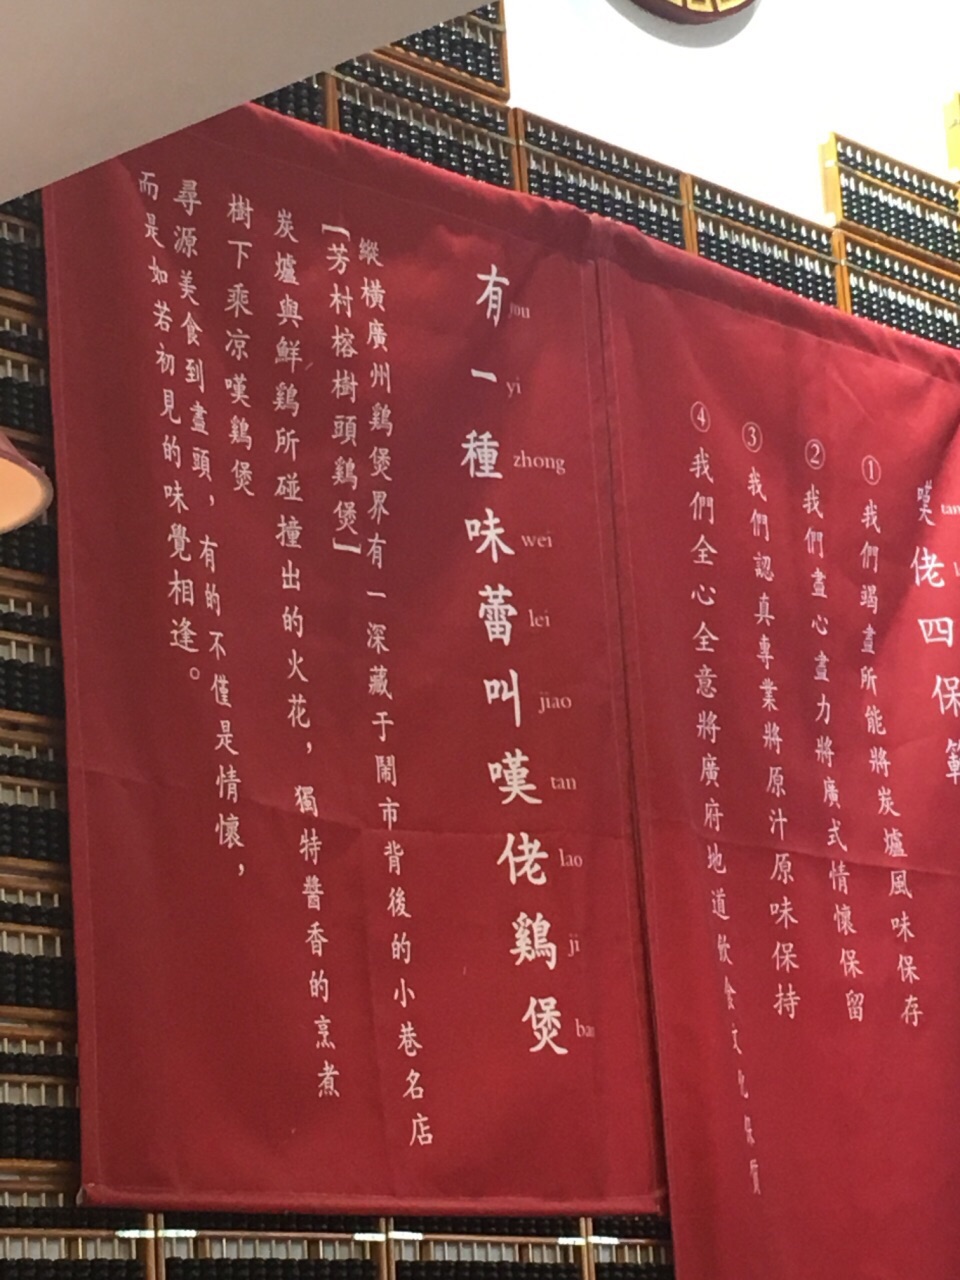 嘆佬四保範
tan
①我們竭盡所能將炭爐風味保存
②我們盡心盡力將廣式情懷保留
③我們認真專業將原汁原味保持
④我們全心全意將廣府地道飲食文化保質
有一種味蕾叫嘆佬鷄煲
you yi zhong wei lei jiao tan lao ji bao
縱橫廣州鷄煲界有一深藏于鬧市背後的小巷名店
【芳村榕樹頭鷄煲】
炭爐與鮮鷄所碰撞出的火花，獨特醬香的烹煮
樹下乘凉嘆鷄煲
尋源美食到盡頭，有的不僅是情懷，
而是如若初見的味覺相逢。